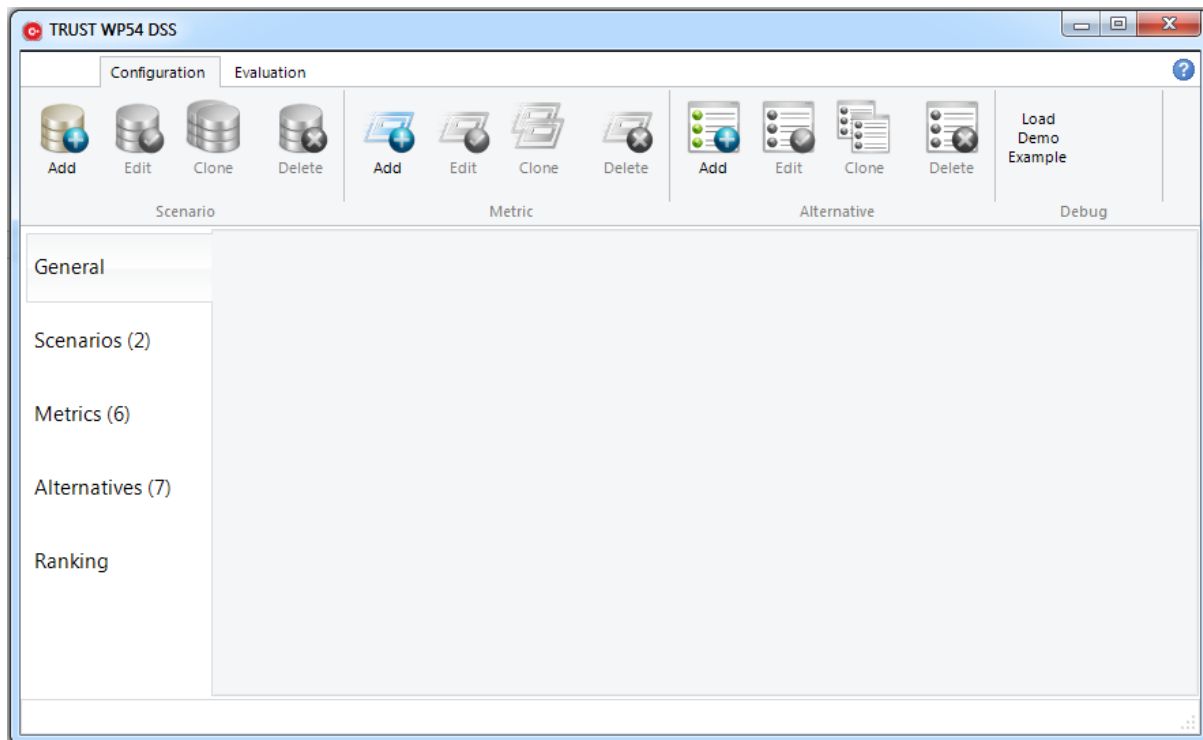 TRUST WP54 DSS
Configuration Evaluation
Add Edit Clone Delete Add Edit Clone Delete Add Edit Clone Delete
Load
Demo
Example
Scenario Metric Alternative Debug
General
Scenarios (2)
Metrics (6)
Alternatives (7)
Ranking